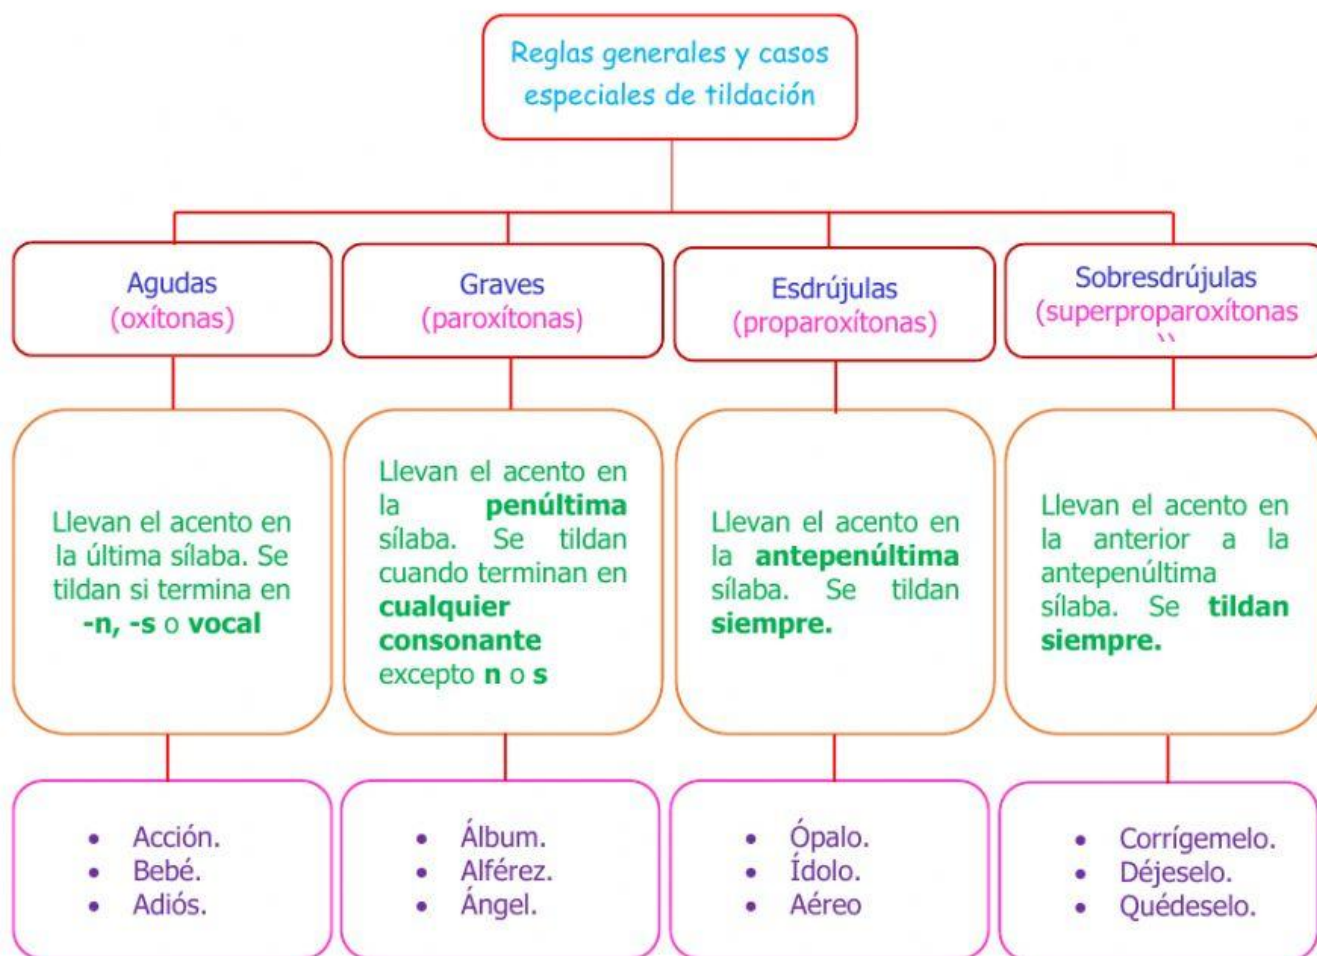 Reglas generales y casos
especiales de tildación
Agudas
(oxítonas)
Graves
(paroxítonas)
Esdrújulas
(proparoxítonas)
Sobresdrújulas
(superproparoxítonas
Llevan el acento en
la última sílaba. Se
tildan si termina en
-n, -s o vocal
Llevan el acento en
la penúltima
sílaba. Se tildan
cuando terminan en
cualquier
consonante
excepto n o s
Llevan el acento en
la antepenúltima
sílaba. Se tildan
siempre.
Llevan el acento en
la anterior a la
antepenúltima
sílaba. Se tildan
siempre.
• Acción.
• Bebé.
• Adiós.
• Álbum.
• Alférez.
• Ángel.
• Ópalo.
• Ídolo.
• Aéreo
• Corrígemelo.
• Déjeselo.
• Quédeselo.